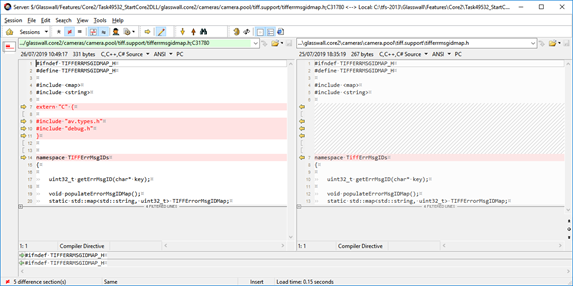 Server: S/Glasswall/Features/Core2/Task49532_StartCore2DLL/glasswall.core2/cameras/camera.pool/tiff.support/tifferrmsgidmap.h;C31780 <--> Local: C:/tfs-2013\Glasswall\Features\Core2\Task49532_StartC...
Session File Edit Search View Tools Help
Sessions
../glasswall.core2/cameras/camera.pool/tiff.support/tifferrmsgidmap.h;C31780
...\glasswall.core2\cameras\camera.pool\tiff.support\tifferrmsgidmap.h
26/07/2019 10:49:17 331 bytes C,C++,C# Source ANSI PC
25/07/2019 18:35:19 267 bytes C,C++,C# Source ANSI PC
1 #ifndef TIFFERRMSGIDMAP_H
2 #define TIFFERRMSGIDMAP_H
3
4 #include <map>
5 #include <string>
6
7 extern "C" {
8
9 #include "av.types.h"
10 #include "debug.h"
11 }
12
13
14 namespace TiffErrMsgIDs
15 {
16
17 uint32_t getErrMsgID(char* key);
18
19 void populateErrorMsgIDMap();
20 static std::map<std::string, uint32_t> TIFFErrorMsgIDMap;
1 #ifndef TIFFERRMSGIDMAP_H
2 #define TIFFERRMSGIDMAP_H
3
4 #include <map>
5 #include <string>
6
7 namespace TiffErrMsgIDs
8 {
9
10 uint32_t getErrMsgID(char* key);
11
12 void populateErrorMsgIDMap();
13 static std::map<std::string, uint32_t> TIFFErrorMsgIDMap;
1: 1 Compiler Directive
1: 1 Compiler Directive
#ifndef TIFFERRMSGIDMAP_H
#ifndef TIFFERRMSGIDMAP_H
5 difference section(s) Same Insert Load time: 0.15 seconds